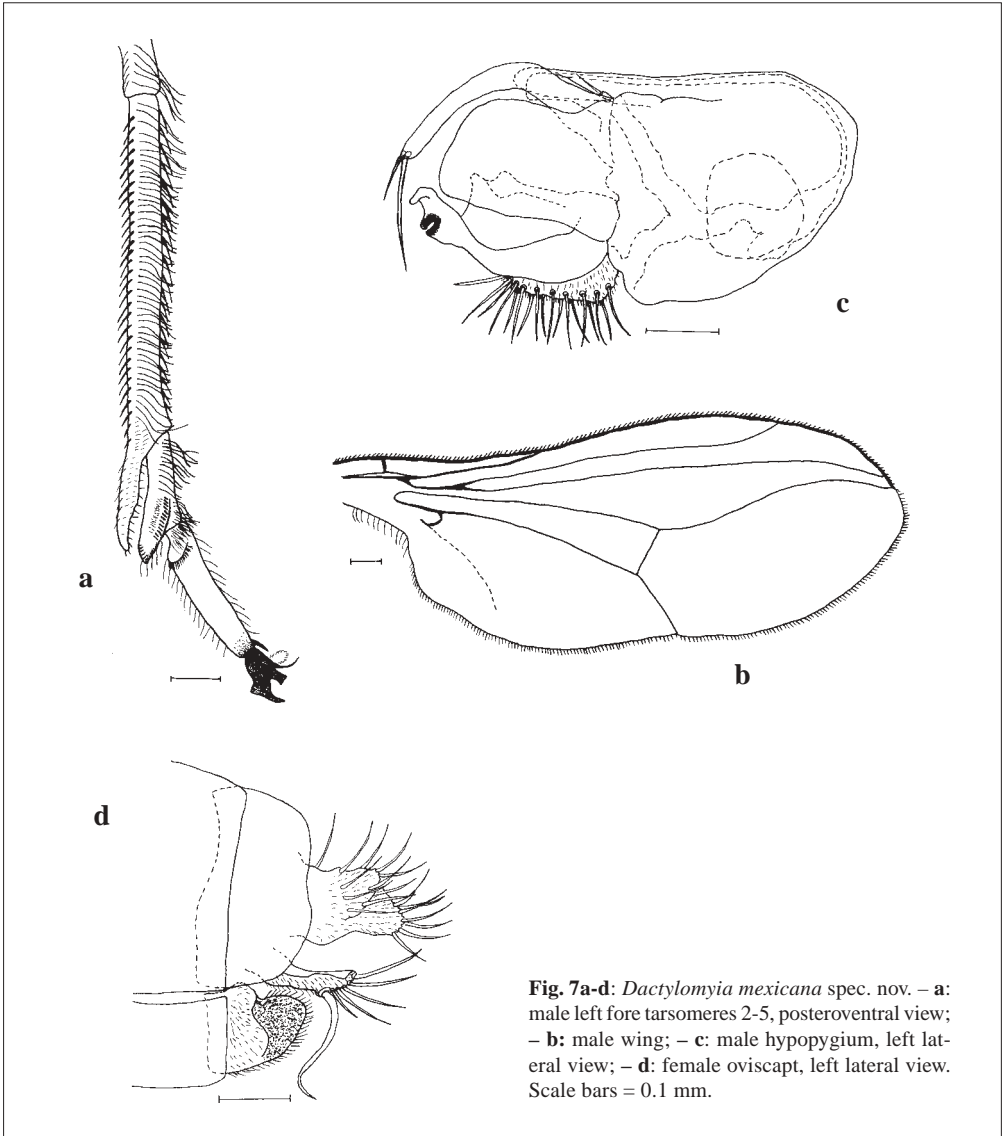 c
a
b
d
Fig. 7a-d: Dactylomyia mexicana spec. nov. – a:
male left fore tarsomeres 2-5, posteroventral view;
– b: male wing; – c: male hypopygium, left lat-
eral view; – d: female oviscapt, left lateral view.
Scale bars = 0.1 mm.